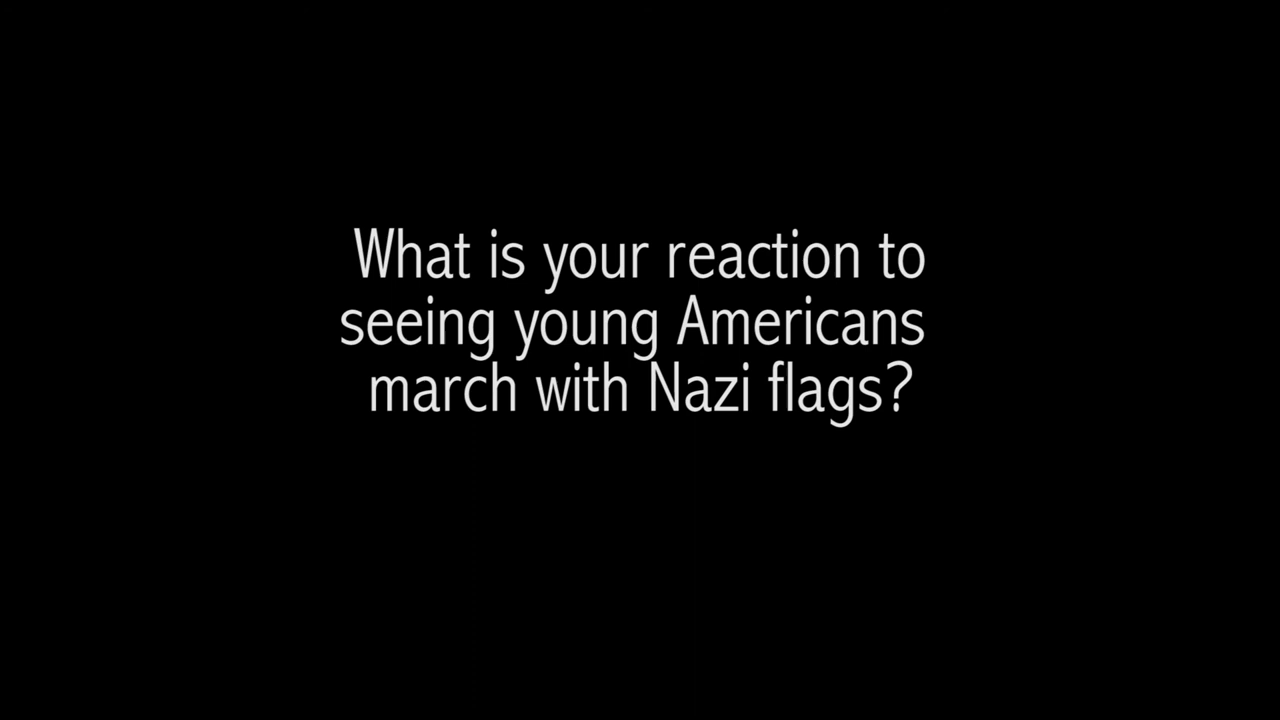 What is your reaction to
seeing young Americans
march with Nazi flags?